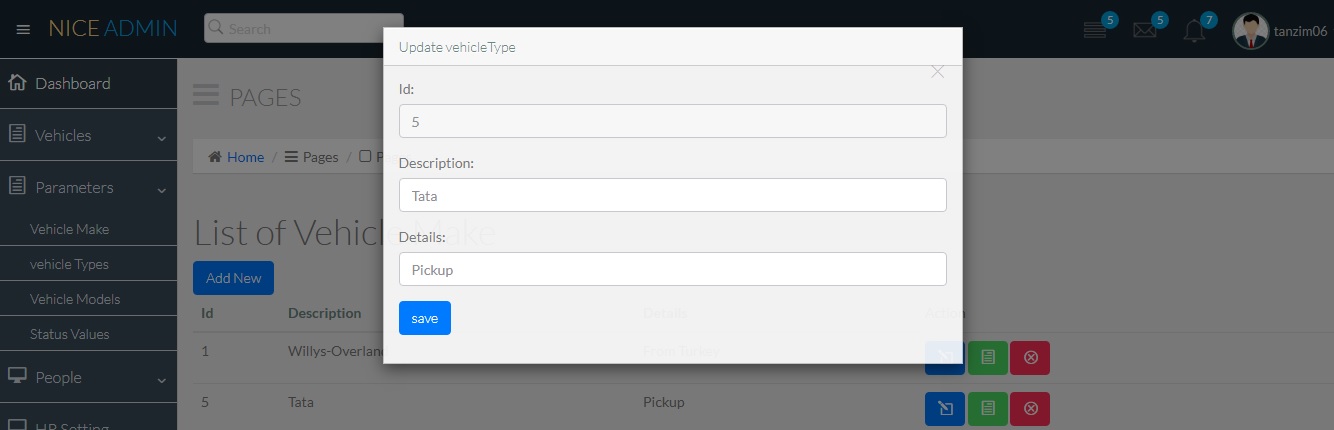 NICE ADMIN
Search
5
5
7
tanzim06
Update vehicleType
Id:
5
Description:
Tata
Details:
Pickup
save
Dashboard
Vehicles
Parameters
Vehicle Make
vehicle Types
Vehicle Models
Status Values
People
HR Setting
PAGES
Home / Pages / P
List of Vehicle Make
Add New
Id Description Details Action
1 Willys-Overland From Turkey
5 Tata Pickup